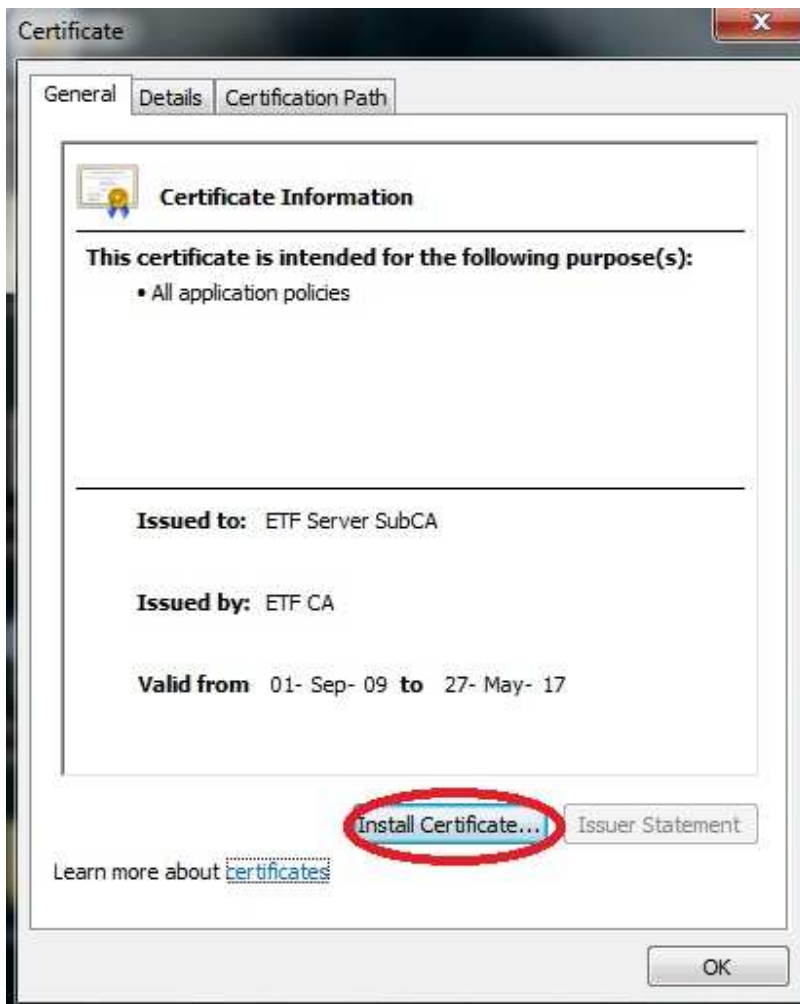 Certificate
General Details Certification Path
Certificate Information
This certificate is intended for the following purpose(s):
• All application policies
Issued to: ETF Server SubCA
Issued by: ETF CA
Valid from 01- Sep- 09 to 27- May- 17
Install Certificate... Issuer Statement
Learn more about certificates
OK